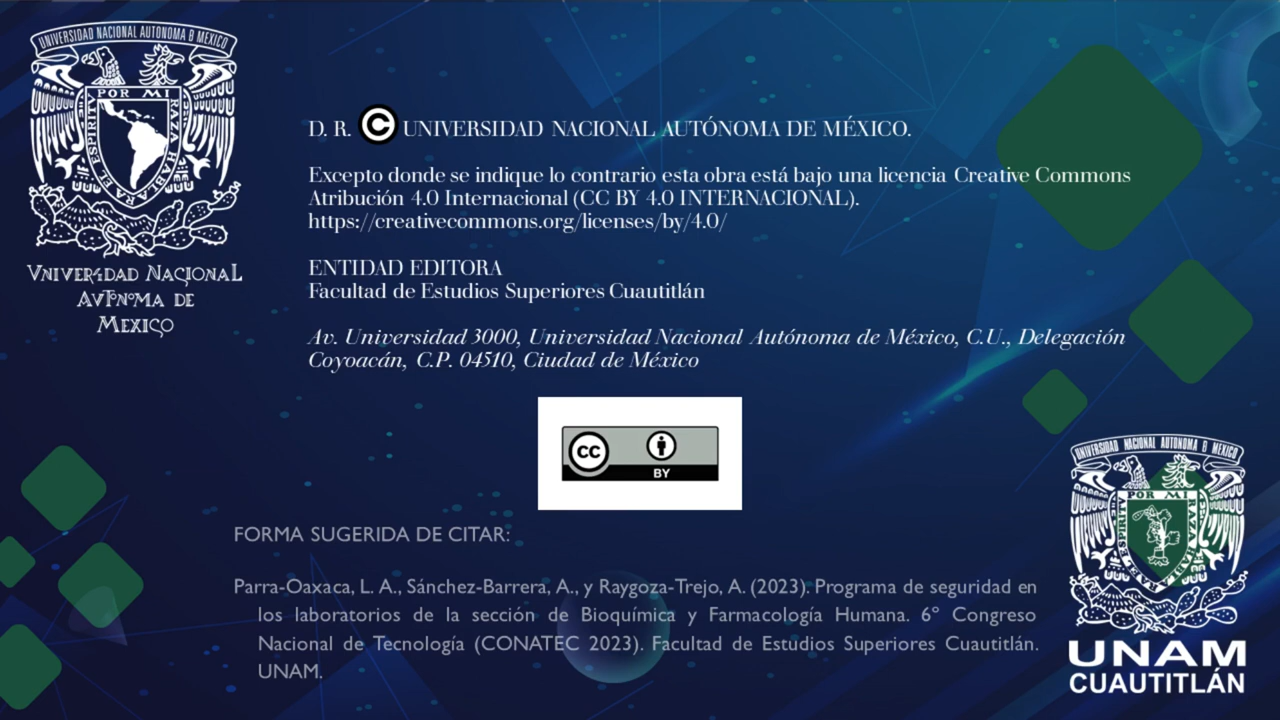 UNIVERSIDAD NACIONAL AUTONOMA Đ MEXICO
POR MI RAZA HABLARA EL ESPIRITU
VNIVERSDAD NACIONAL
AVTNOMA DE
MEXICO
D. R. © UNIVERSIDAD NACIONAL AUTÓNOMA DE MÉXICO.
Excepto donde se indique lo contrario esta obra está bajo una licencia Creative Commons
Atribución 4.0 Internacional (CC BY 4.0 INTERNACIONAL).
https://creativecommons.org/licenses/by/4.0/
ENTIDAD EDITORA
Facultad de Estudios Superiores Cuautitlán
Av. Universidad 3000, Universidad Nacional Autónoma de México, C.U., Delegación
Coyoacán, C.P. 04510, Ciudad de México
CC
BY
FORMA SUGERIDA DE CITAR:
Parra-Oaxaca, L. A., Sánchez-Barrera, A., y Raygoza-Trejo, A. (2023). Programa de seguridad en
los laboratorios de la sección de Bioquímica y Farmacología Humana. 6º Congreso
Nacional de Tecnología (CONATEC 2023). Facultad de Estudios Superiores Cuautitlán.
UNAM.
UNIVERSIDAD NACIONAL AUTONOMA Đ MEXICO
POR MI RAZA HABLARA EL ESPIRITU
UNAM
CUAUTITLÁN